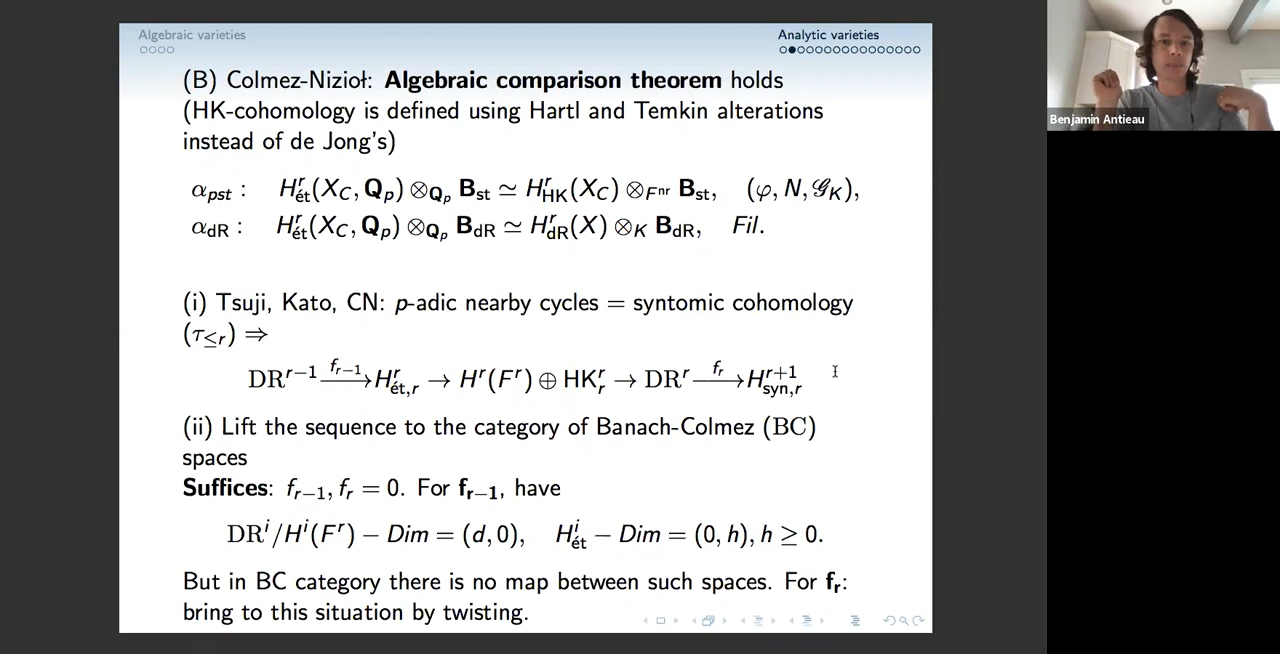 Algebraic varieties
Analytic varieties
(B) Colmez-Nizioł: Algebraic comparison theorem holds
(HK-cohomology is defined using Hartl and Temkin alterations
instead of de Jong's)
α_pst : H^r_ét(X_C, Q_p) ⊗_{Q_p} B_st ≃ H^r_HK(X_C) ⊗_{F^nr} B_st, (φ, N, 𝒢_K),
α_dR : H^r_ét(X_C, Q_p) ⊗_{Q_p} B_dR ≃ H^r_dR(X) ⊗_K B_dR, Fil.
(i) Tsuji, Kato, CN: p-adic nearby cycles = syntomic cohomology
(τ_{≤r}) ⇒
DR^{r−1} —f_{r−1}→ H^r_{ét,r} → H^r(F^r) ⊕ HK^r_r → DR^r —f_r→ H^{r+1}_{syn,r}
(ii) Lift the sequence to the category of Banach-Colmez (BC)
spaces
Suffices: f_{r−1}, f_r = 0. For f_{r−1}, have
DR^i/H^i(F^r) − Dim = (d, 0), H^i_ét − Dim = (0, h), h ≥ 0.
But in BC category there is no map between such spaces. For f_r:
bring to this situation by twisting.
Benjamin Antieau